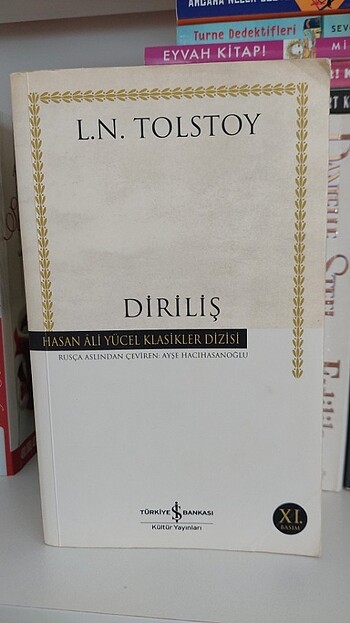 Turne Dedektifleri
EYVAH KİTAP!
L.N. TOLSTOY
DİRİLİŞ
HASAN ÂLİ YÜCEL KLASİKLER DİZİSİ
RUSÇA ASLINDAN ÇEVİREN: AYŞE HACIHASANOĞLU
TÜRKİYE İŞ BANKASI
Kültür Yayınları
XI.
BASIM